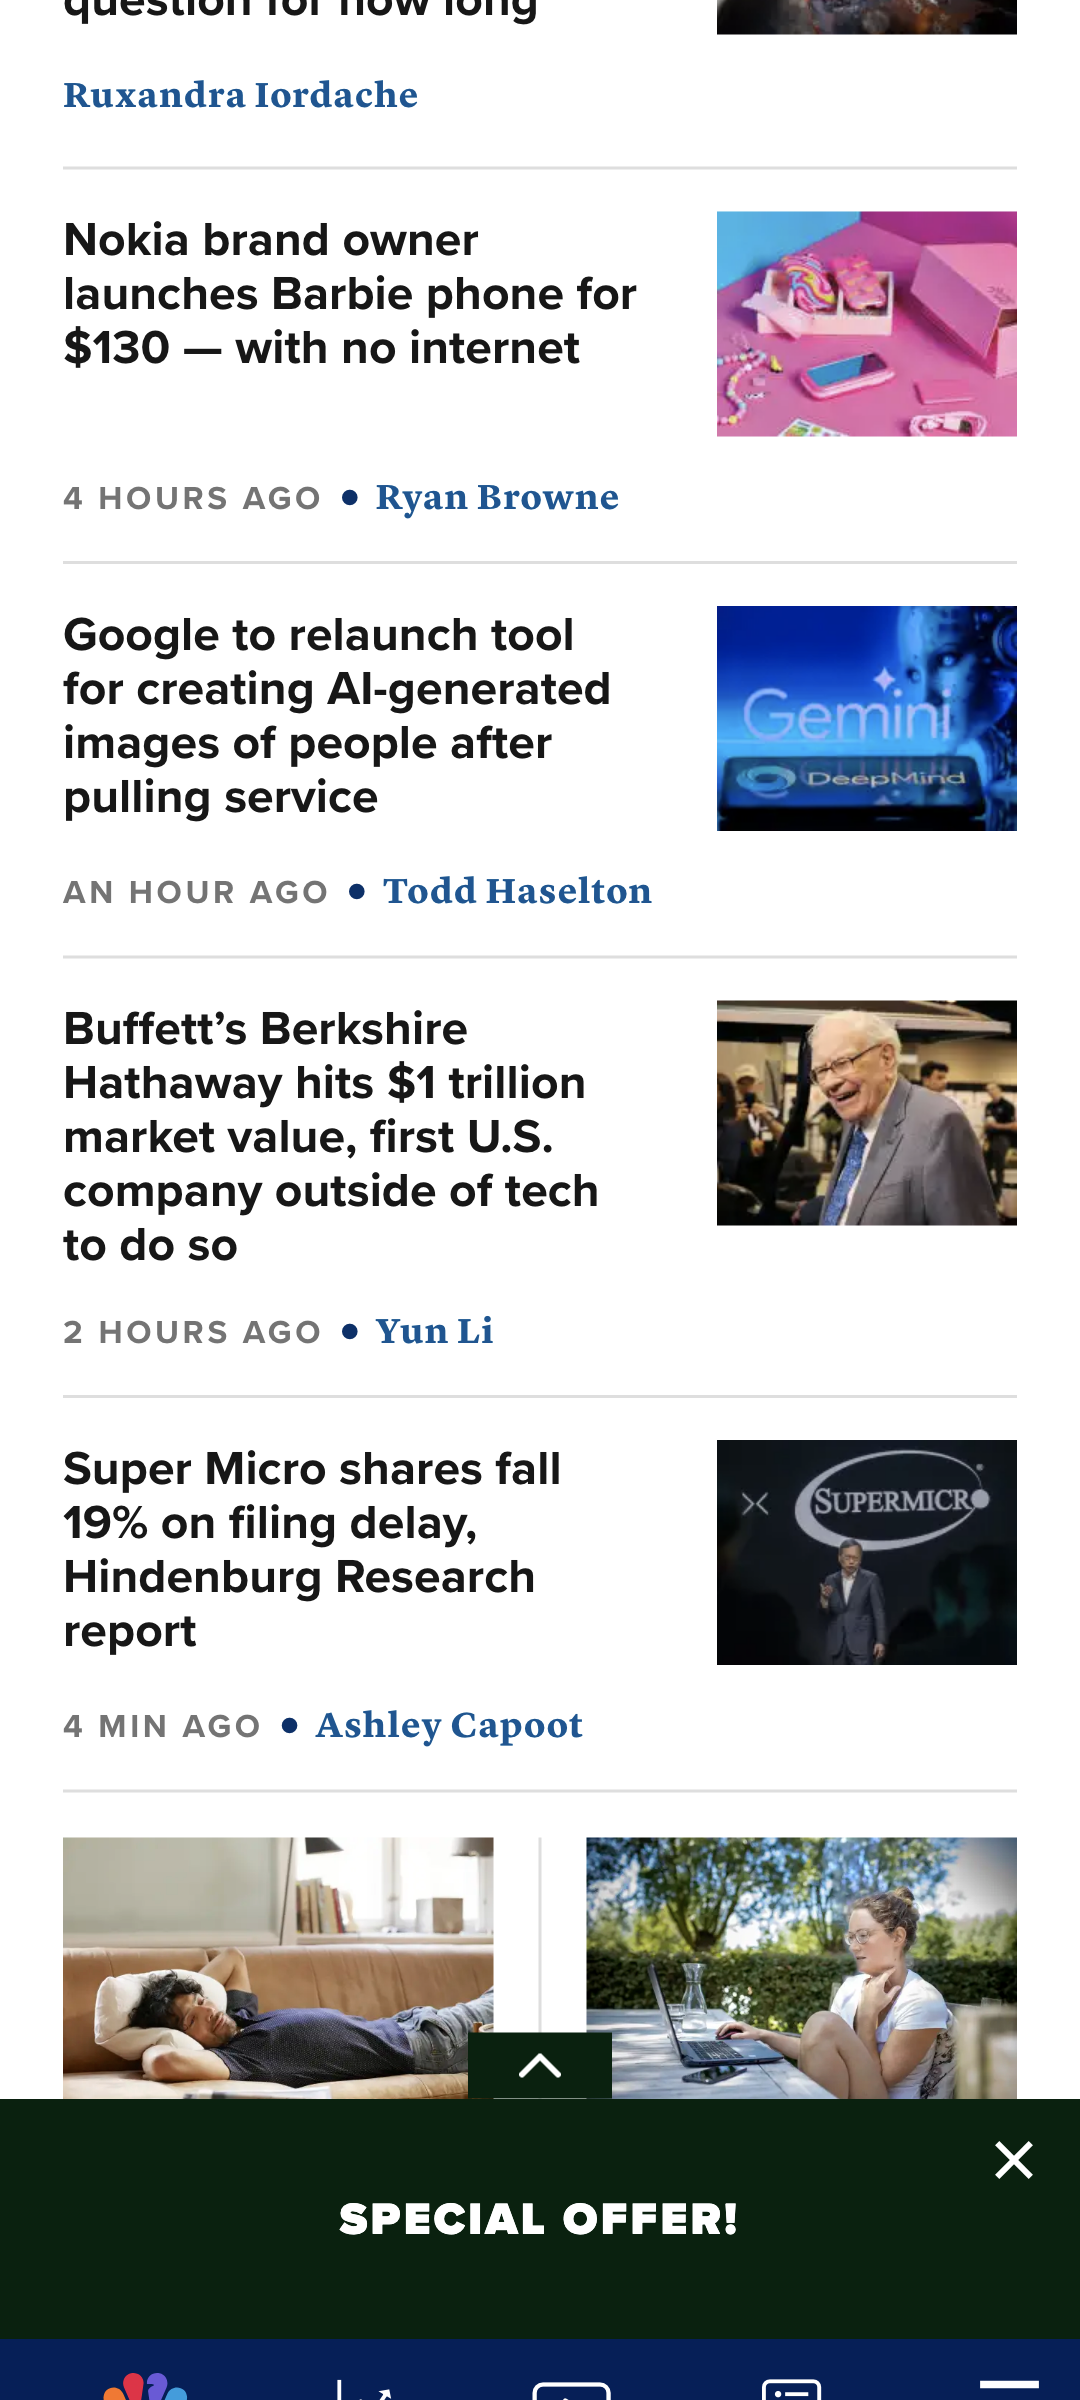 question for how long
Ruxandra Iordache
Nokia brand owner
launches Barbie phone for
$130 — with no internet
4 HOURS AGO • Ryan Browne
Google to relaunch tool
for creating AI-generated
images of people after
pulling service
Gemini
DeepMind
AN HOUR AGO • Todd Haselton
Buffett’s Berkshire
Hathaway hits $1 trillion
market value, first U.S.
company outside of tech
to do so
2 HOURS AGO • Yun Li
Super Micro shares fall
19% on filing delay,
Hindenburg Research
report
SUPERMICRO
4 MIN AGO • Ashley Capoot
SPECIAL OFFER!